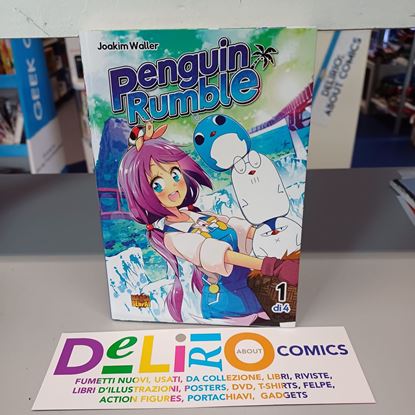 GEEK
DELIRIO!
ABOUT COMICS
Joakim Waller
Penguin
Rumble
1
di 4
DeLiRiO
ABOUT
COMICS
FUMETTI NUOVI, USATI, DA COLLEZIONE, LIBRI, RIVISTE,
LIBRI D'ILLUSTRAZIONI, POSTERS, DVD, T-SHIRTS, FELPE,
ACTION FIGURES, PORTACHIAVI, GADGETS